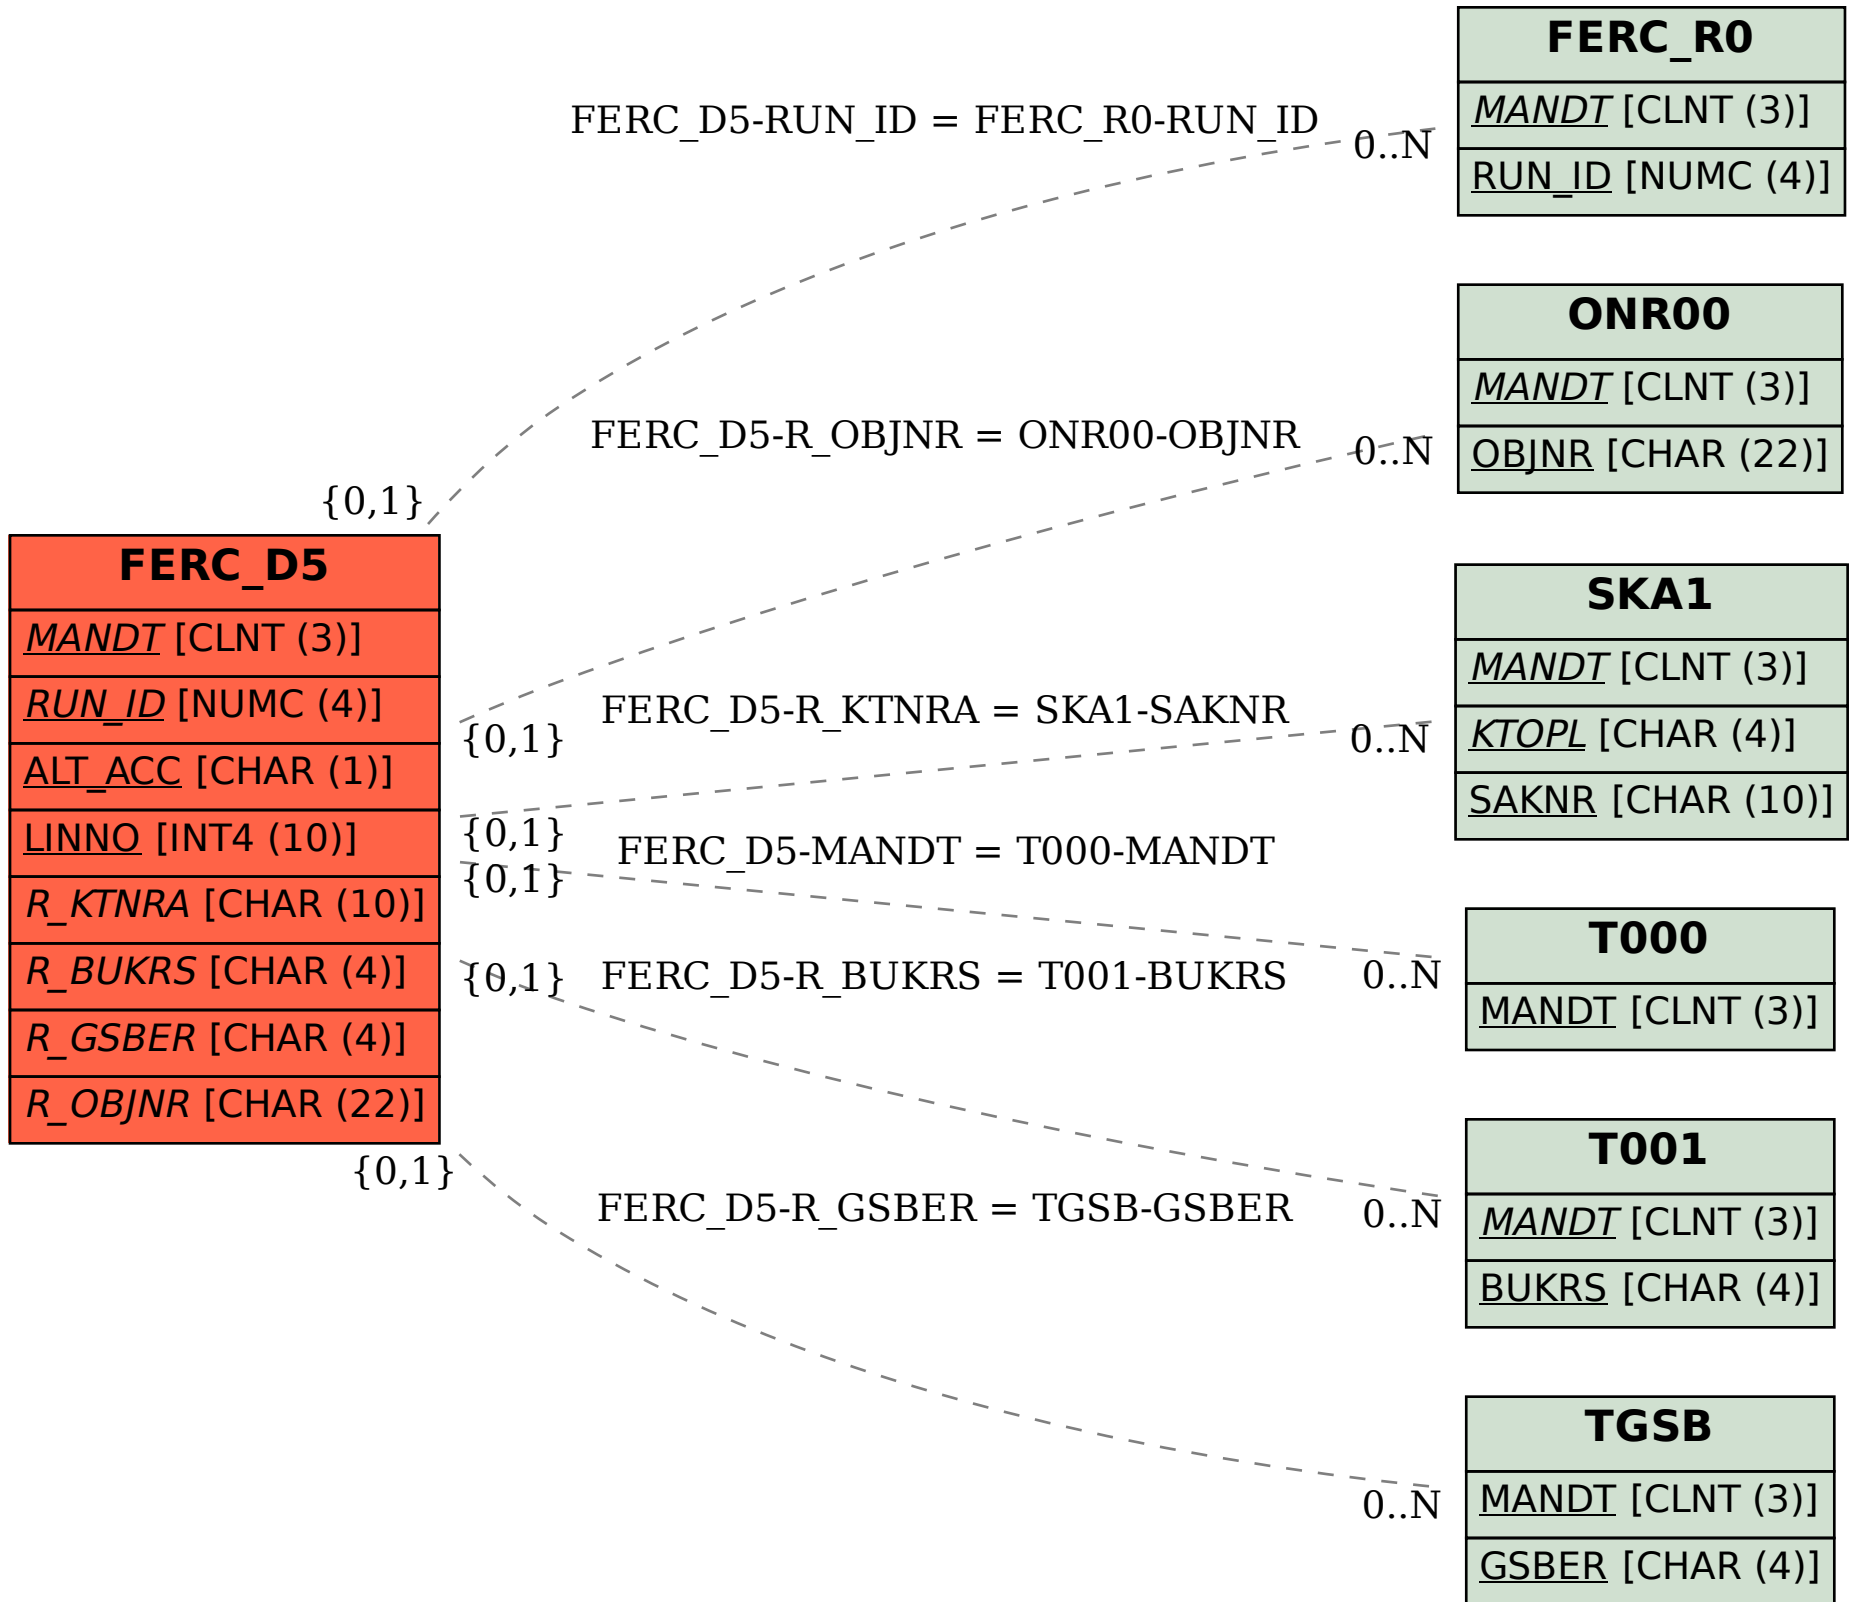 FERC_R0
MANDT [CLNT (3)]
RUN_ID [NUMC (4)]
FERC_D5-RUN_ID = FERC_R0-RUN_ID
0..N
ONR00
MANDT [CLNT (3)]
OBJNR [CHAR (22)]
FERC_D5-R_OBJNR = ONR00-OBJNR
0..N
{0,1}
FERC_D5
MANDT [CLNT (3)]
RUN_ID [NUMC (4)]
ALT_ACC [CHAR (1)]
LINNO [INT4 (10)]
R_KTNRA [CHAR (10)]
R_BUKRS [CHAR (4)]
R_GSBER [CHAR (4)]
R_OBJNR [CHAR (22)]
{0,1}
FERC_D5-R_KTNRA = SKA1-SAKNR
0..N
SKA1
MANDT [CLNT (3)]
KTOPL [CHAR (4)]
SAKNR [CHAR (10)]
{0,1}
FERC_D5-MANDT = T000-MANDT
{0,1}
T000
MANDT [CLNT (3)]
{0,1}
FERC_D5-R_BUKRS = T001-BUKRS
0..N
T001
MANDT [CLNT (3)]
BUKRS [CHAR (4)]
{0,1}
FERC_D5-R_GSBER = TGSB-GSBER
0..N
TGSB
MANDT [CLNT (3)]
GSBER [CHAR (4)]
0..N